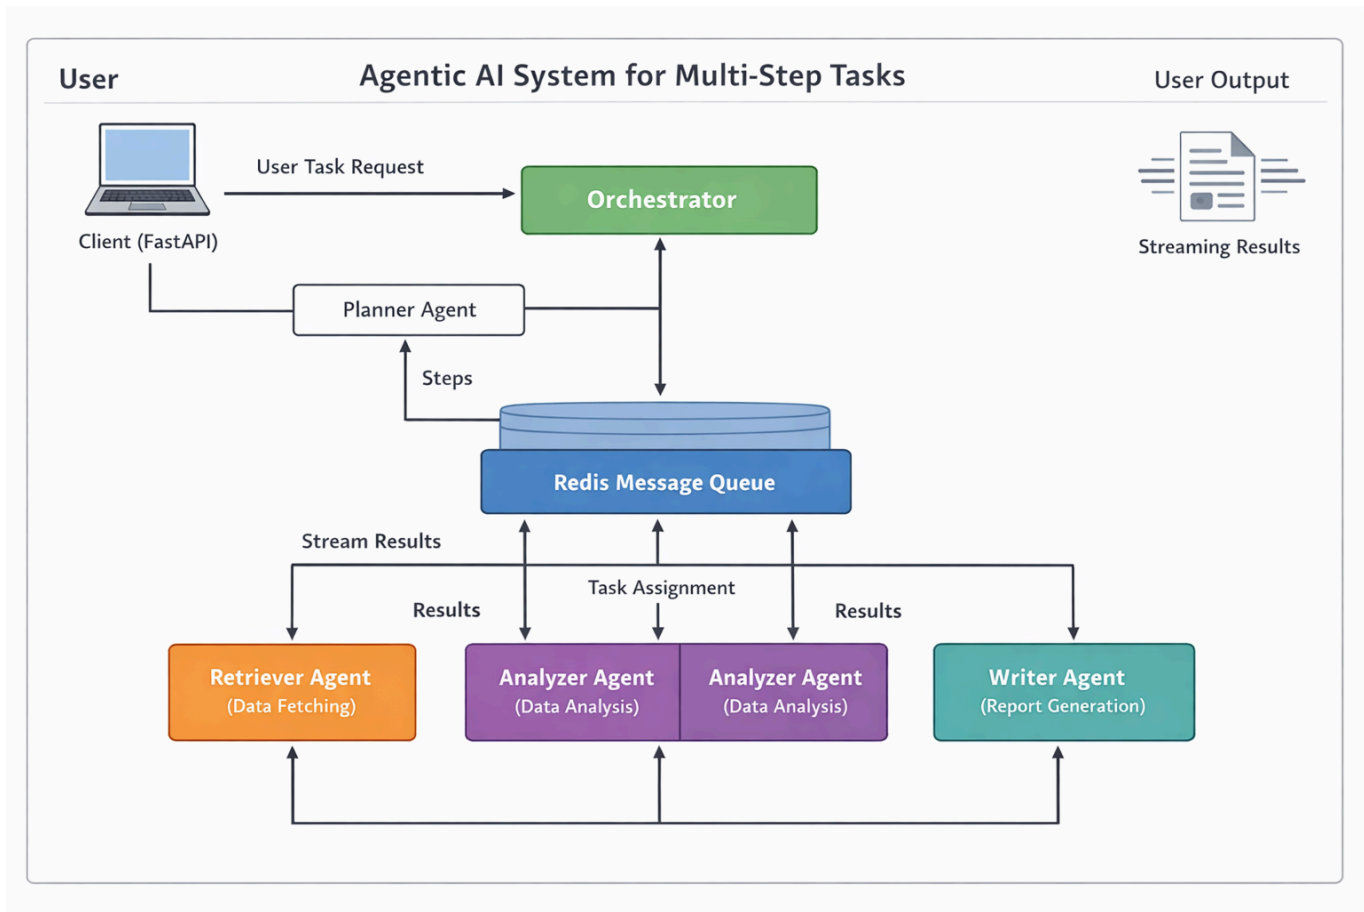 User
Agentic AI System for Multi-Step Tasks
User Output
User Task Request
Orchestrator
Client (FastAPI)
Streaming Results
Planner Agent
Steps
Redis Message Queue
Stream Results
Task Assignment
Results
Results
Retriever Agent
(Data Fetching)
Analyzer Agent
(Data Analysis)
Analyzer Agent
(Data Analysis)
Writer Agent
(Report Generation)